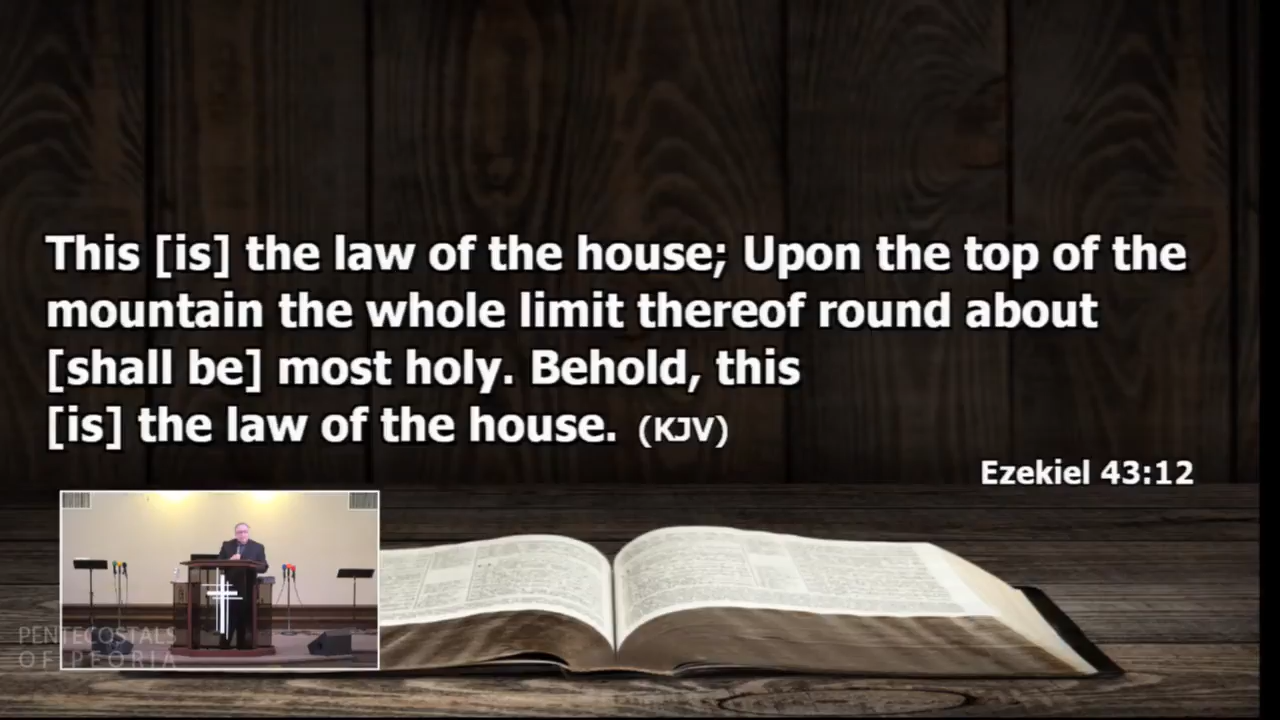 This [is] the law of the house; Upon the top of the
mountain the whole limit thereof round about
[shall be] most holy. Behold, this
[is] the law of the house. (KJV)
Ezekiel 43:12
PENTECOSTALS
OF PEORIA